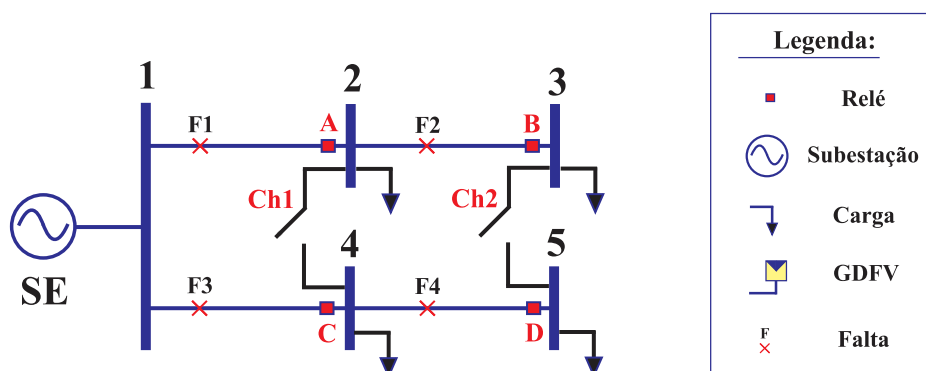 1
2
3
F1
A
F2
B
Ch1
Ch2
SE
4
5
F3
C
F4
D
Legenda:
Relé
Subestação
Carga
GDFV
F
Falta